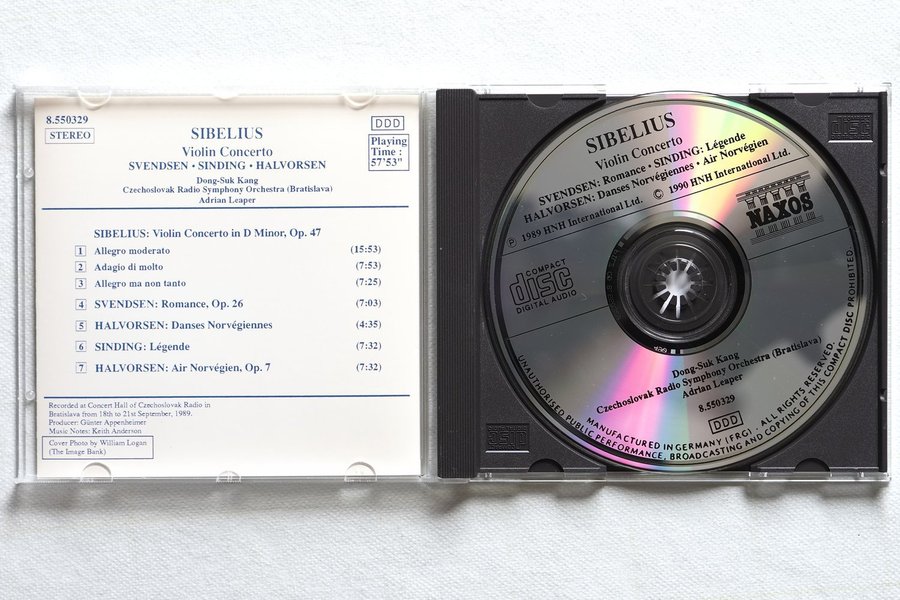 8.550329
STEREO
SIBELIUS
Violin Concerto
SVENDSEN • SINDING • HALVORSEN
Dong-Suk Kang
Czechoslovak Radio Symphony Orchestra (Bratislava)
Adrian Leaper
DDD
Playing
Time :
57'53"
SIBELIUS: Violin Concerto in D Minor, Op. 47
1 Allegro moderato (15:53)
2 Adagio di molto (7:53)
3 Allegro ma non tanto (7:25)
4 SVENDSEN: Romance, Op. 26 (7:03)
5 HALVORSEN: Danses Norvégiennes (4:35)
6 SINDING: Légende (7:32)
7 HALVORSEN: Air Norvégien, Op. 7 (7:32)
Recorded at Concert Hall of Czechoslovak Radio in
Bratislava from 18th to 21st September, 1989.
Producer: Günter Appenheimer
Music Notes: Keith Anderson
Cover Photo by William Logan
(The Image Bank)
SIBELIUS
Violin Concerto
SVENDSEN: Romance • SINDING: Légende
HALVORSEN: Danses Norvégiennes • Air Norvégien
℗ 1989 HNH International Ltd. © 1990 HNH International Ltd.
NAXOS
COMPACT
disc
DIGITAL AUDIO
Dong-Suk Kang
Czechoslovak Radio Symphony Orchestra (Bratislava)
Adrian Leaper
8.550329
DDD
MANUFACTURED IN GERMANY (FRG) . ALL RIGHTS RESERVED.
UNAUTHORISED PUBLIC PERFORMANCE, BROADCASTING AND COPYING OF THIS COMPACT DISC PROHIBITED.